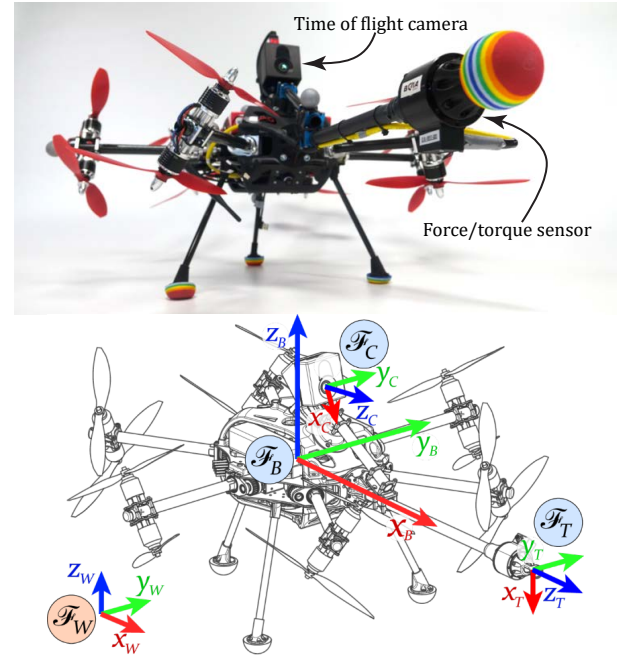 Time of flight camera
Force/torque sensor
z_B
ℱ_C
y_C
x_C
z_C
y_B
ℱ_B
x_B
ℱ_T
y_T
z_W
y_W
x_T
z_T
ℱ_W
x_W